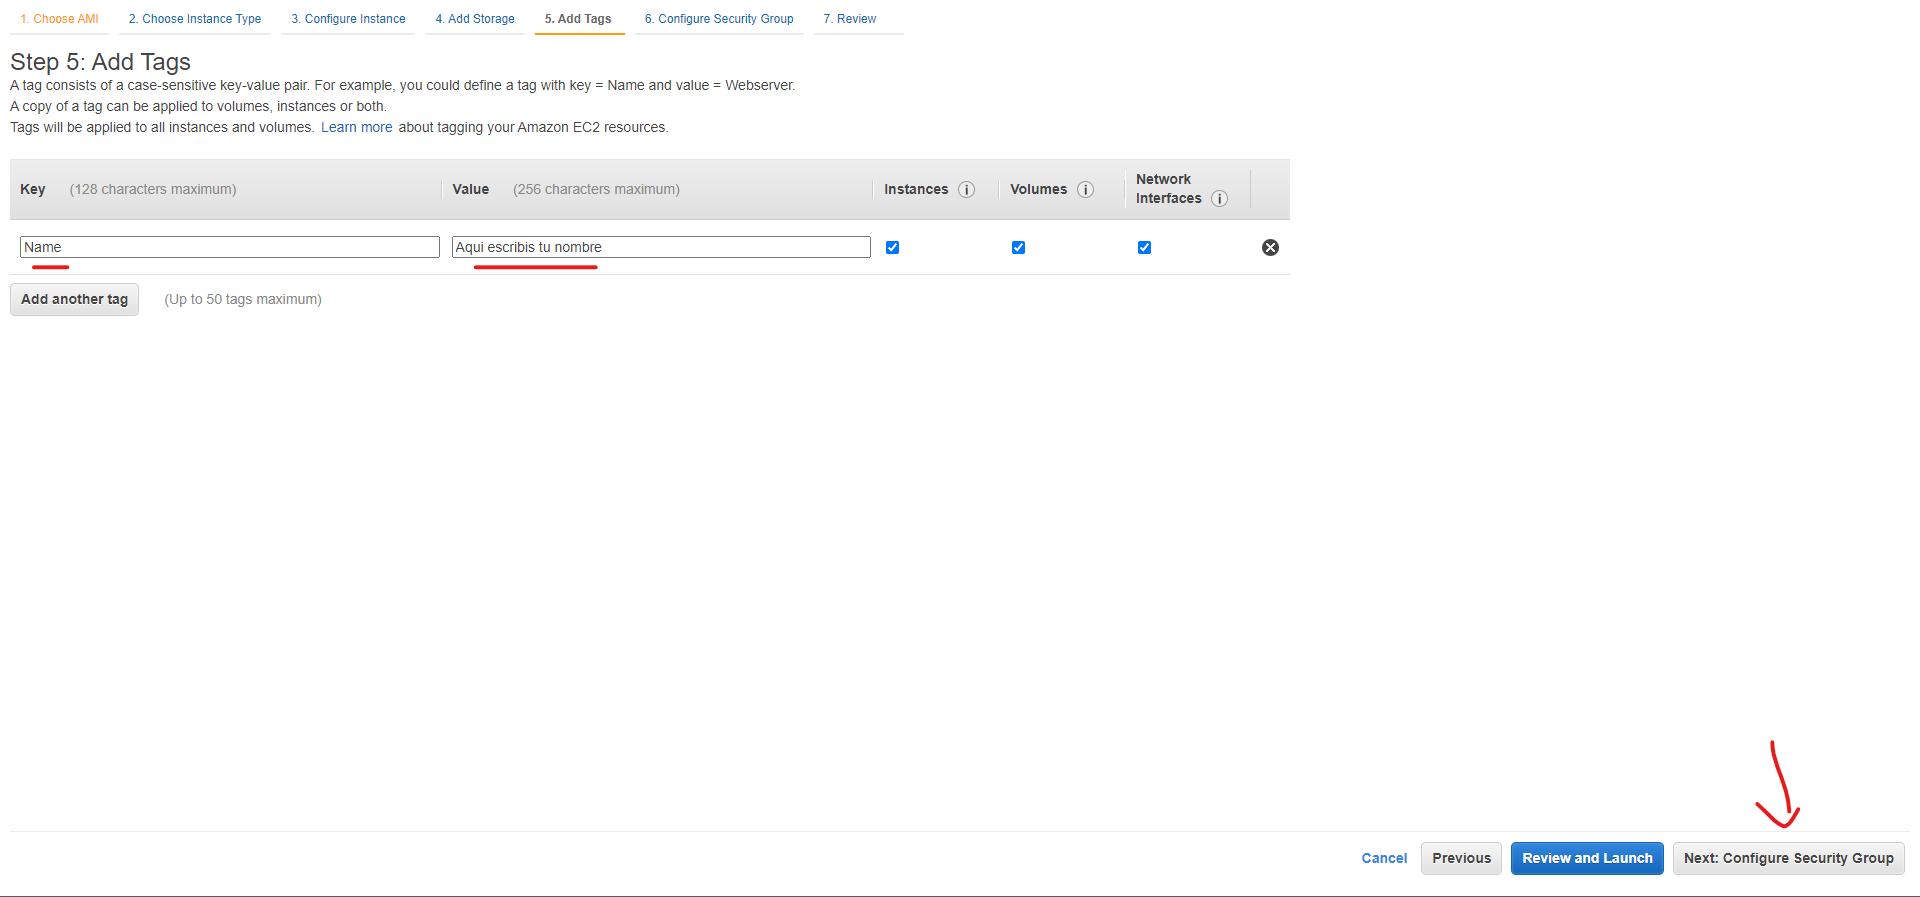 1. Choose AMI 2. Choose Instance Type 3. Configure Instance 4. Add Storage 5. Add Tags 6. Configure Security Group 7. Review
Step 5: Add Tags
A tag consists of a case-sensitive key-value pair. For example, you could define a tag with key = Name and value = Webserver.
A copy of a tag can be applied to volumes, instances or both.
Tags will be applied to all instances and volumes. Learn more about tagging your Amazon EC2 resources.
Key (128 characters maximum) Value (256 characters maximum) Instances i Volumes i Network
Interfaces i
Name Aqui escribis tu nombre
Add another tag (Up to 50 tags maximum)
Cancel Previous Review and Launch Next: Configure Security Group